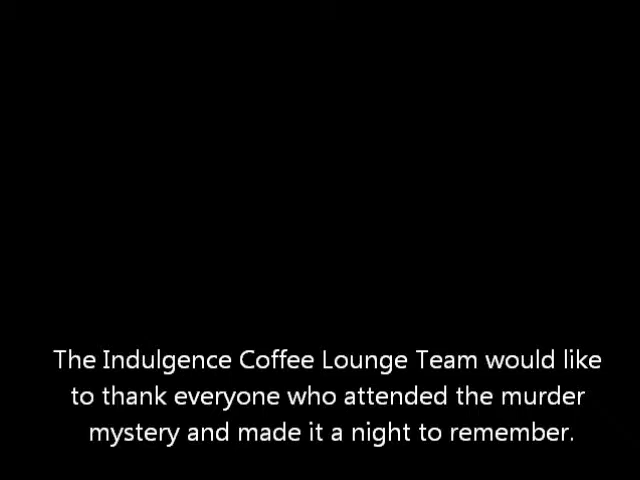 The Indulgence Coffee Lounge Team would like
to thank everyone who attended the murder
mystery and made it a night to remember.